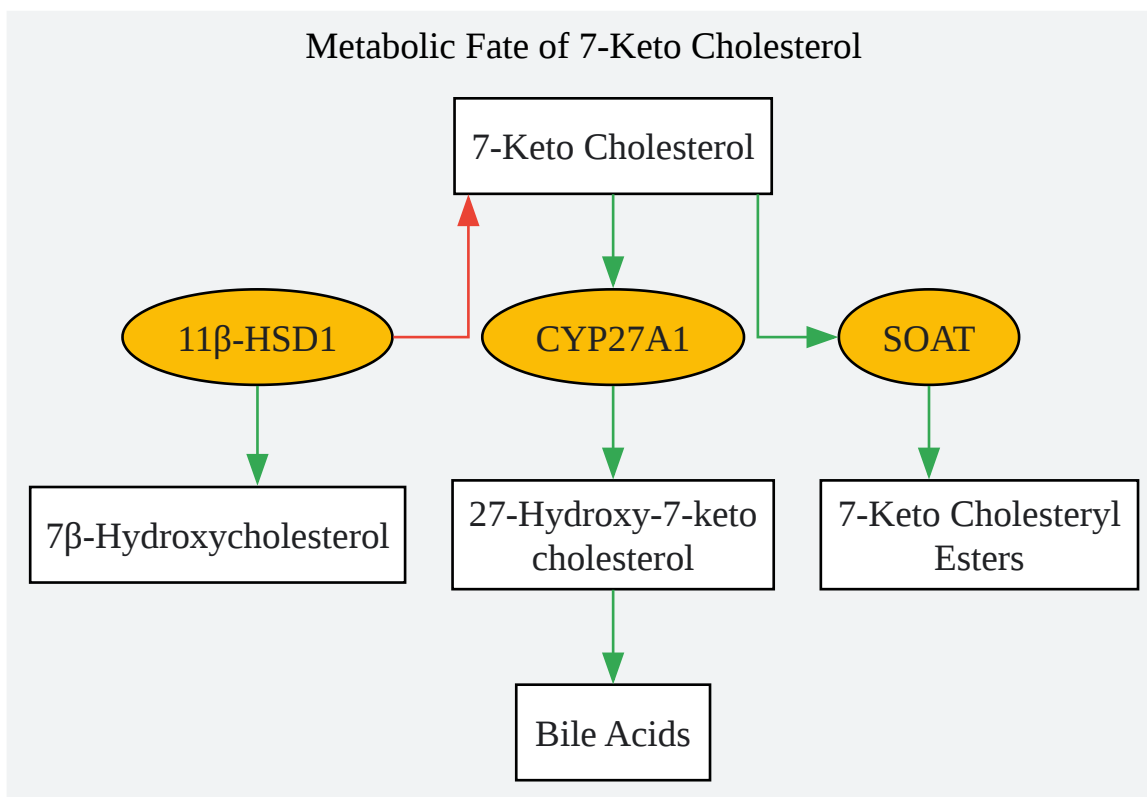 Metabolic Fate of 7-Keto Cholesterol
7-Keto Cholesterol
11β-HSD1
CYP27A1
SOAT
7β-Hydroxycholesterol
27-Hydroxy-7-keto
cholesterol
7-Keto Cholesteryl
Esters
Bile Acids